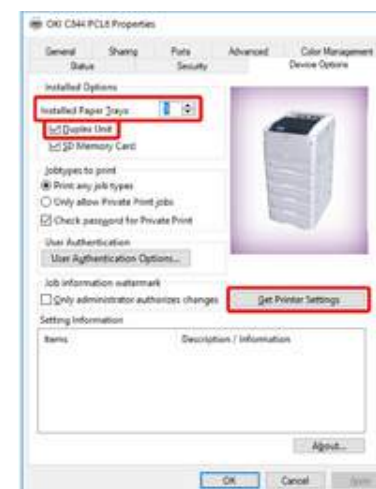 OKI C844 PCL6 Properties
General Sharing Ports Advanced Color Management
Status Security Device Options
Installed Options
Installed Paper Trays
Duplex Unit
SD Memory Card
Jobtypes to print
Print any job types
Only allow Private Print jobs
Check password for Private Print
User Authentication
User Authentication Options...
Job information watermark
Only administrator authorizes changes Get Printer Settings
Setting Information
Items Description / Information
About...
OK Cancel Apply